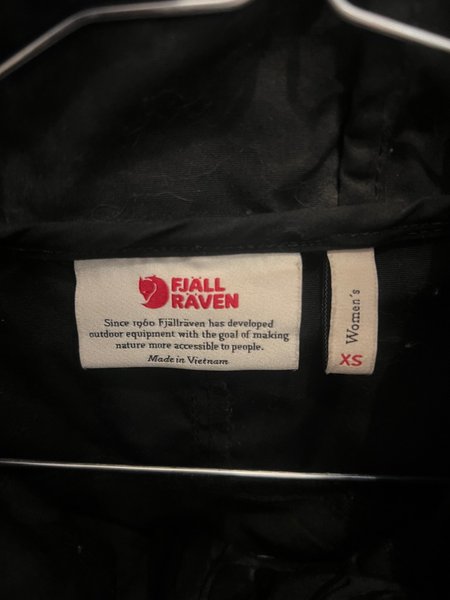 FJÄLL
RÄVEN
Since 1960 Fjällräven has developed
outdoor equipment with the goal of making
nature more accessible to people.
Made in Vietnam
Women's
XS